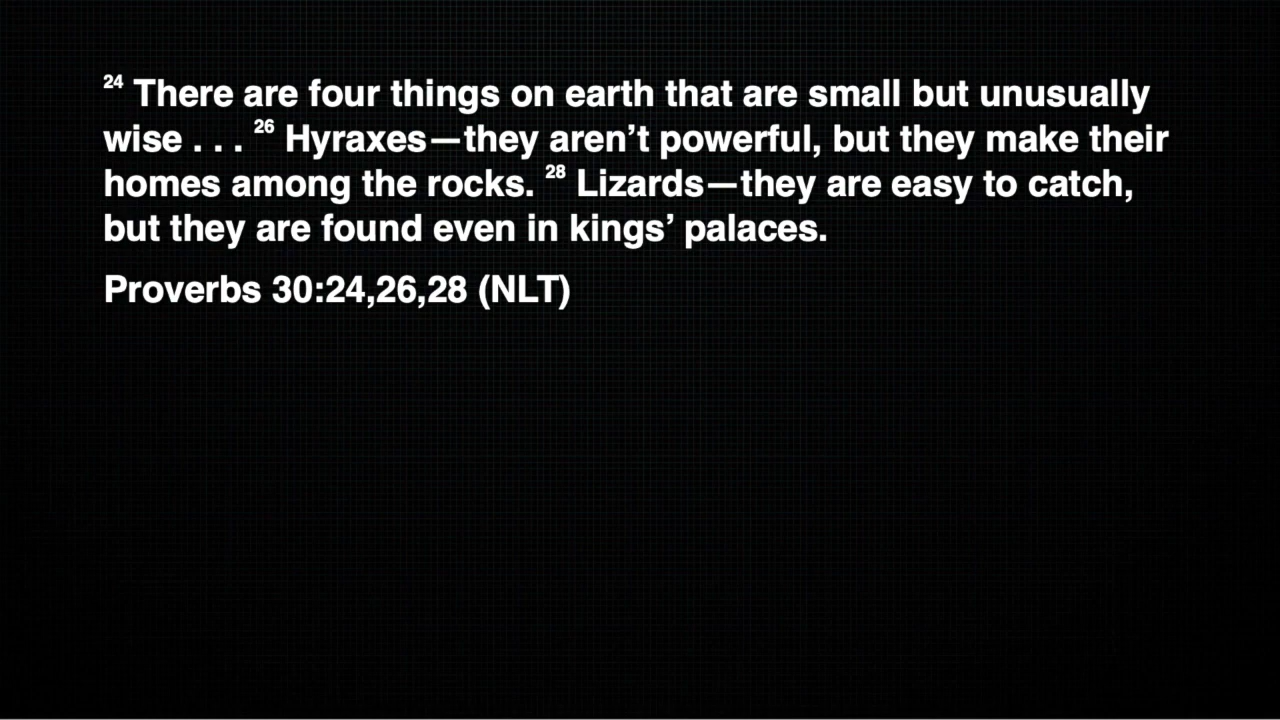 24 There are four things on earth that are small but unusually
wise . . . 26 Hyraxes—they aren’t powerful, but they make their
homes among the rocks. 28 Lizards—they are easy to catch,
but they are found even in kings’ palaces.
Proverbs 30:24,26,28 (NLT)